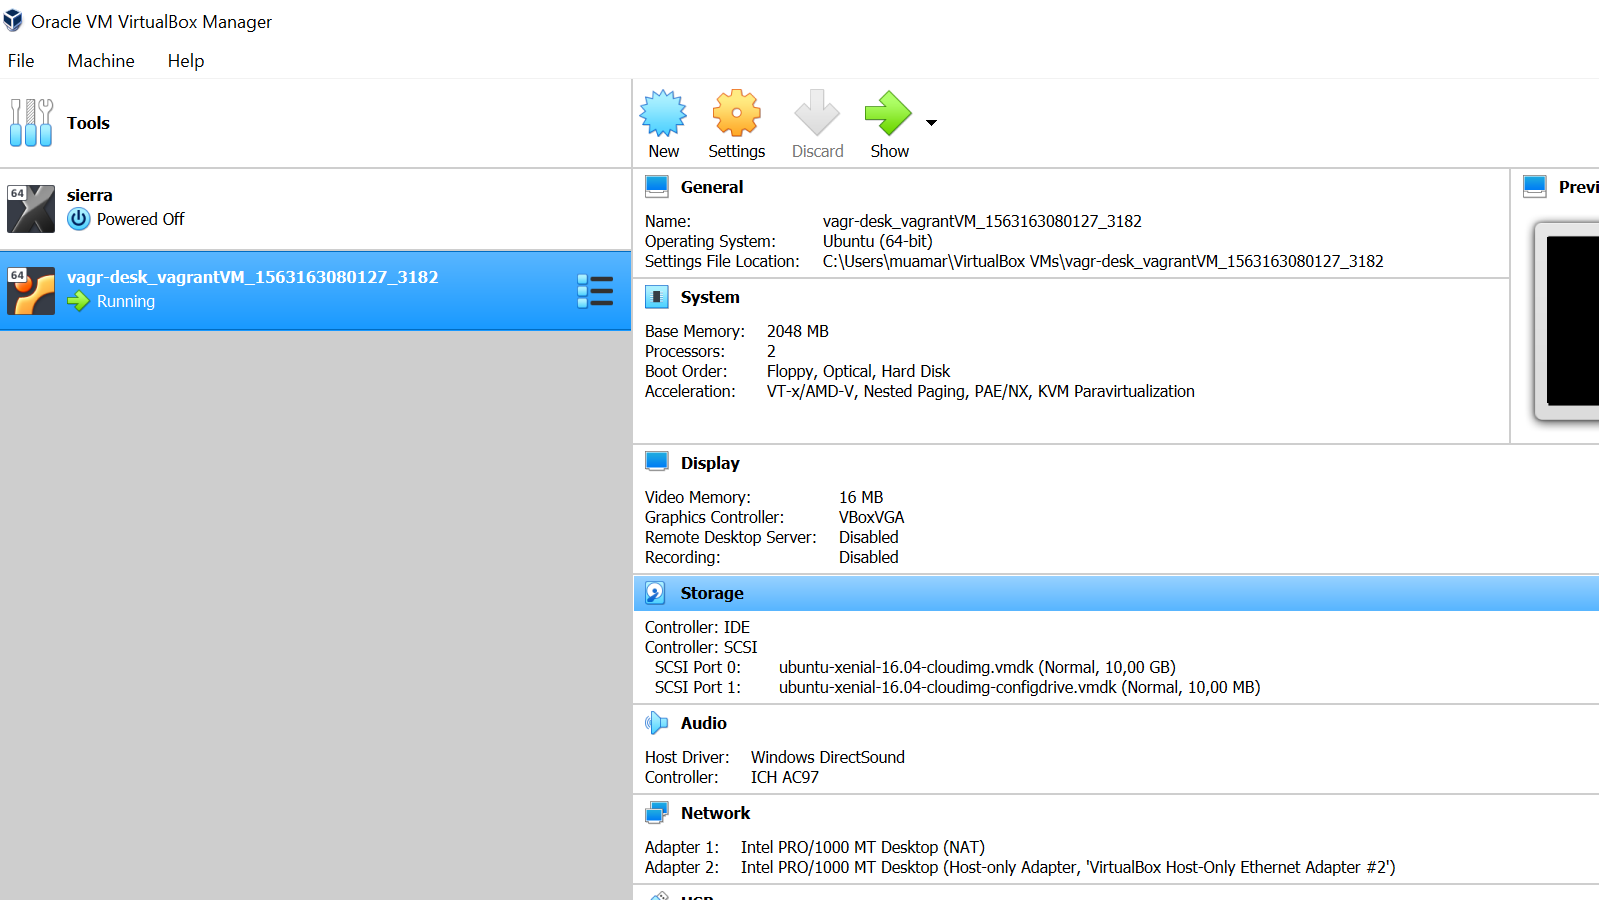 Oracle VM VirtualBox Manager
File Machine Help
Tools
New Settings Discard Show
64 sierra
Powered Off
64 vagr-desk_vagrantVM_1563163080127_3182
Running
General
Name: vagr-desk_vagrantVM_1563163080127_3182
Operating System: Ubuntu (64-bit)
Settings File Location: C:\Users\muamar\VirtualBox VMs\vagr-desk_vagrantVM_1563163080127_3182
Previ
System
Base Memory: 2048 MB
Processors: 2
Boot Order: Floppy, Optical, Hard Disk
Acceleration: VT-x/AMD-V, Nested Paging, PAE/NX, KVM Paravirtualization
Display
Video Memory: 16 MB
Graphics Controller: VBoxVGA
Remote Desktop Server: Disabled
Recording: Disabled
Storage
Controller: IDE
Controller: SCSI
SCSI Port 0: ubuntu-xenial-16.04-cloudimg.vmdk (Normal, 10,00 GB)
SCSI Port 1: ubuntu-xenial-16.04-cloudimg-configdrive.vmdk (Normal, 10,00 MB)
Audio
Host Driver: Windows DirectSound
Controller: ICH AC97
Network
Adapter 1: Intel PRO/1000 MT Desktop (NAT)
Adapter 2: Intel PRO/1000 MT Desktop (Host-only Adapter, 'VirtualBox Host-Only Ethernet Adapter #2')
USB